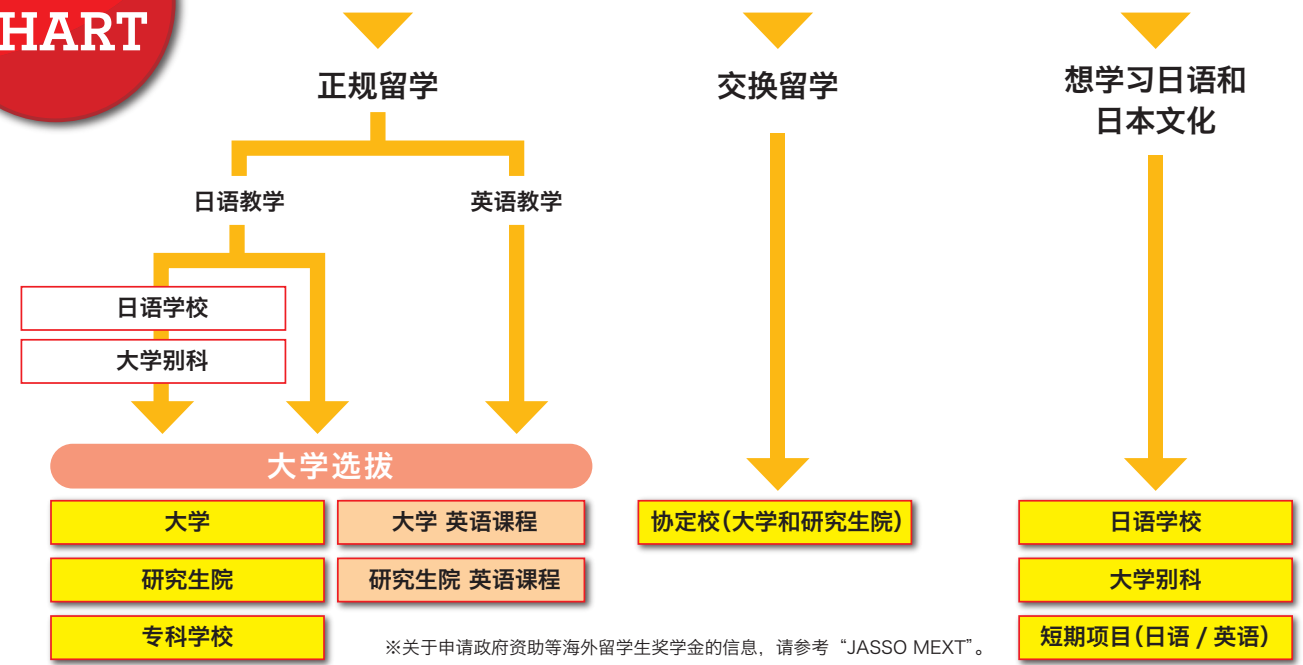 HART
正规留学
交换留学
想学习日语和
日本文化
日语教学
英语教学
日语学校
大学别科
大学选拔
大学
大学 英语课程
协定校(大学和研究生院)
日语学校
研究生院
研究生院 英语课程
大学别科
专科学校
※关于申请政府资助等海外留学生奖学金的信息，请参考“JASSO MEXT”。
短期项目(日语 / 英语)